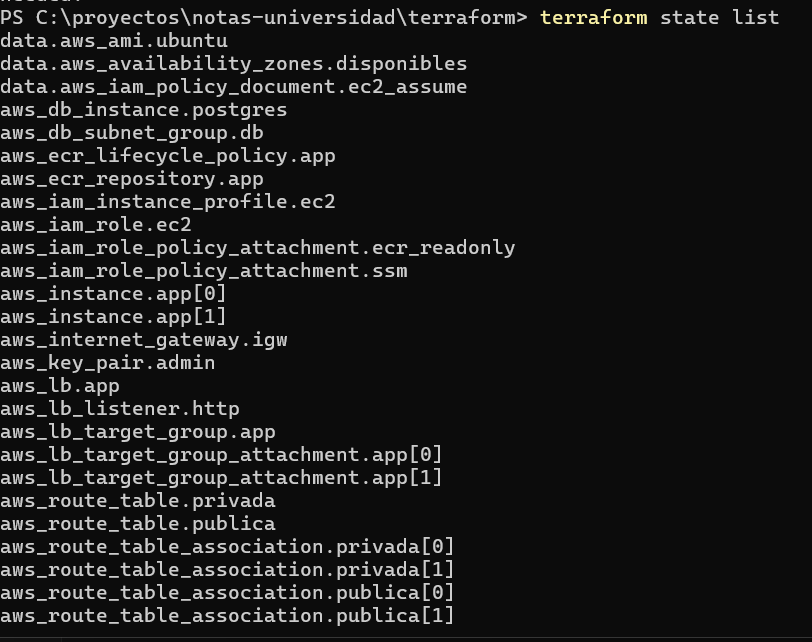 PS C:\proyectos\notas-universidad\terraform> terraform state list
data.aws_ami.ubuntu
data.aws_availability_zones.disponibles
data.aws_iam_policy_document.ec2_assume
aws_db_instance.postgres
aws_db_subnet_group.db
aws_ecr_lifecycle_policy.app
aws_ecr_repository.app
aws_iam_instance_profile.ec2
aws_iam_role.ec2
aws_iam_role_policy_attachment.ecr_readonly
aws_iam_role_policy_attachment.ssm
aws_instance.app[0]
aws_instance.app[1]
aws_internet_gateway.igw
aws_key_pair.admin
aws_lb.app
aws_lb_listener.http
aws_lb_target_group.app
aws_lb_target_group_attachment.app[0]
aws_lb_target_group_attachment.app[1]
aws_route_table.privada
aws_route_table.publica
aws_route_table_association.privada[0]
aws_route_table_association.privada[1]
aws_route_table_association.publica[0]
aws_route_table_association.publica[1]